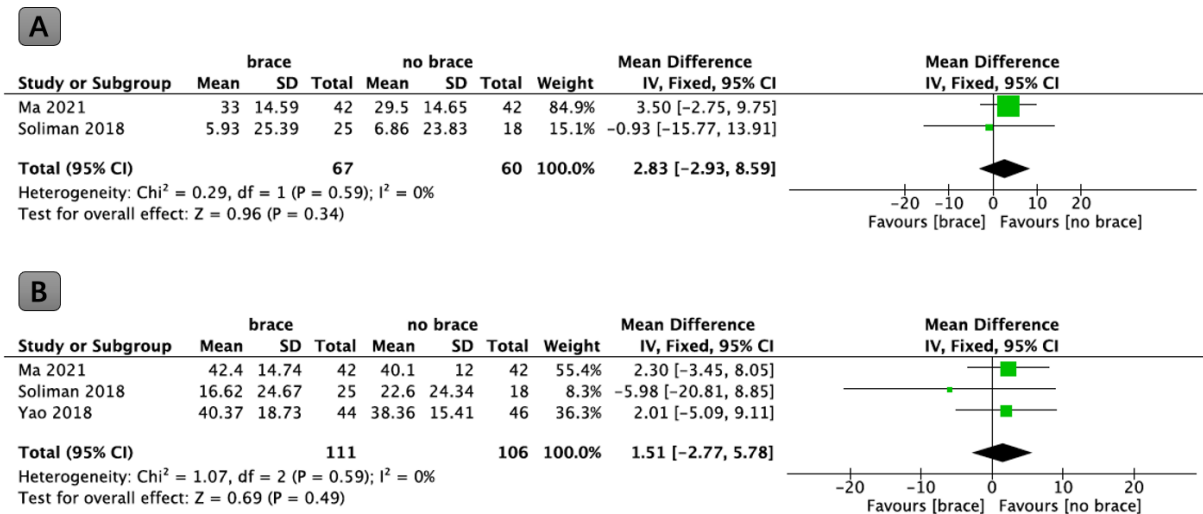 A
brace no brace Mean Difference Mean Difference
Study or Subgroup Mean SD Total Mean SD Total Weight IV, Fixed, 95% CI IV, Fixed, 95% CI
Ma 2021 33 14.59 42 29.5 14.65 42 84.9% 3.50 [-2.75, 9.75]
Soliman 2018 5.93 25.39 25 6.86 23.83 18 15.1% -0.93 [-15.77, 13.91]
Total (95% CI) 67 60 100.0% 2.83 [-2.93, 8.59]
Heterogeneity: Chi² = 0.29, df = 1 (P = 0.59); I² = 0%
Test for overall effect: Z = 0.96 (P = 0.34)
-20 -10 0 10 20
Favours [brace] Favours [no brace]
B
brace no brace Mean Difference Mean Difference
Study or Subgroup Mean SD Total Mean SD Total Weight IV, Fixed, 95% CI IV, Fixed, 95% CI
Ma 2021 42.4 14.74 42 40.1 12 42 55.4% 2.30 [-3.45, 8.05]
Soliman 2018 16.62 24.67 25 22.6 24.34 18 8.3% -5.98 [-20.81, 8.85]
Yao 2018 40.37 18.73 44 38.36 15.41 46 36.3% 2.01 [-5.09, 9.11]
Total (95% CI) 111 106 100.0% 1.51 [-2.77, 5.78]
Heterogeneity: Chi² = 1.07, df = 2 (P = 0.59); I² = 0%
Test for overall effect: Z = 0.69 (P = 0.49)
-20 -10 0 10 20
Favours [brace] Favours [no brace]